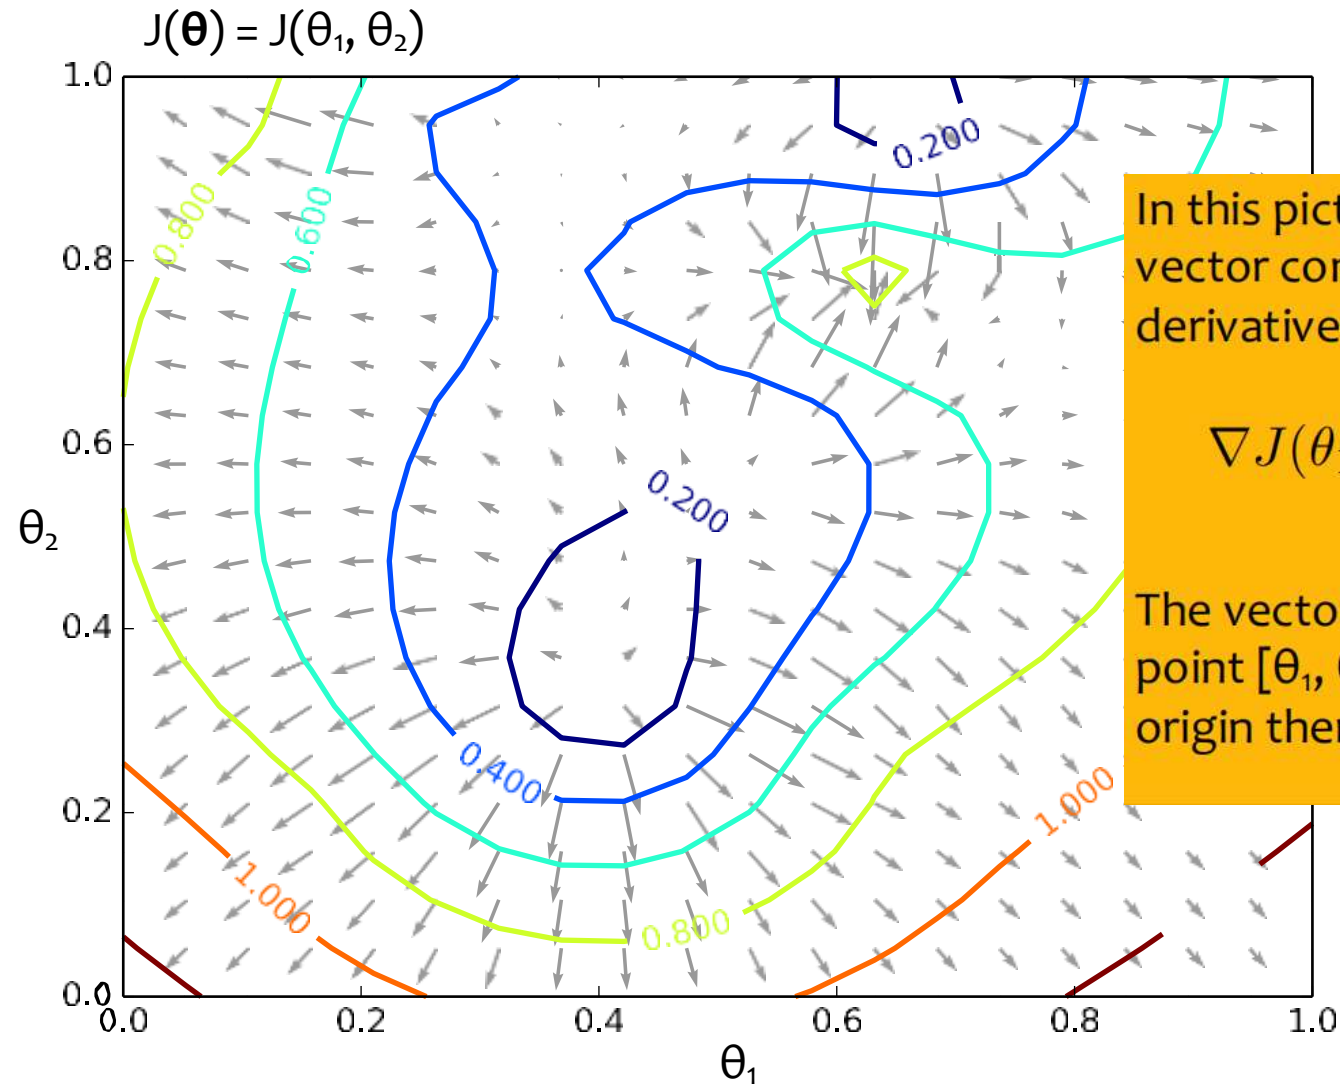 J(θ) = J(θ₁, θ₂)
1.0
0.8
0.6
0.4
0.2
0.0
θ₂
0.0 0.2 0.4 0.6 0.8 1.0
θ₁
0.800
0.600
0.200
0.200
0.400
1.000
0.800
1.000
In this pict
vector con
derivative
∇J(θ
The vecto
point [θ₁,
origin ther